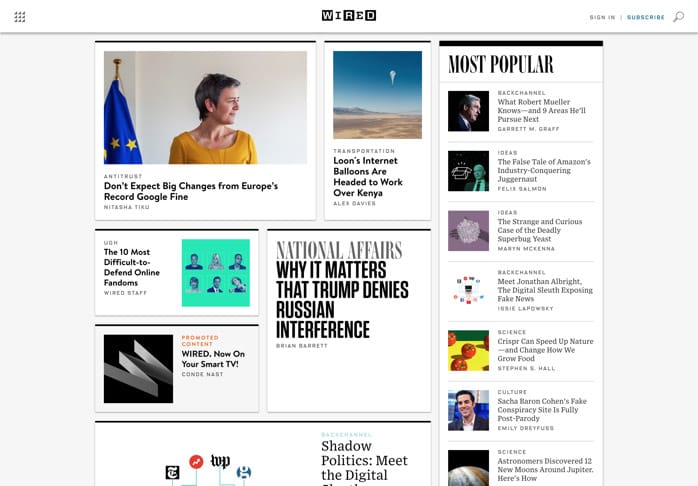 WIRED
SIGN IN | SUBSCRIBE
ANTITRUST
Don't Expect Big Changes from Europe's
Record Google Fine
NITASHA TIKU
TRANSPORTATION
Loon's Internet
Balloons Are
Headed to Work
Over Kenya
ALEX DAVIES
UGH
The 10 Most
Difficult-to-
Defend Online
Fandoms
WIRED STAFF
PROMOTED
CONTENT
WIRED. Now On
Your Smart TV!
CONDE NAST
NATIONAL AFFAIRS
WHY IT MATTERS
THAT TRUMP DENIES
RUSSIAN
INTERFERENCE
BRIAN BARRETT
BACKCHANNEL
Shadow
Politics: Meet
the Digital
T
wp
g
MOST POPULAR
BACKCHANNEL
What Robert Mueller
Knows—and 9 Areas He'll
Pursue Next
GARRETT M. GRAFF
IDEAS
The False Tale of Amazon's
Industry-Conquering
Juggernaut
FELIX SALMON
IDEAS
The Strange and Curious
Case of the Deadly
Superbug Yeast
MARYN MCKENNA
BACKCHANNEL
Meet Jonathan Albright,
The Digital Sleuth Exposing
Fake News
ISSIE LAPOWSKY
SCIENCE
Crispr Can Speed Up Nature
—and Change How We
Grow Food
STEPHEN S. HALL
CULTURE
Sacha Baron Cohen's Fake
Conspiracy Site Is Fully
Post-Parody
EMILY DREYFUSS
SCIENCE
Astronomers Discovered 12
New Moons Around Jupiter.
Here's How